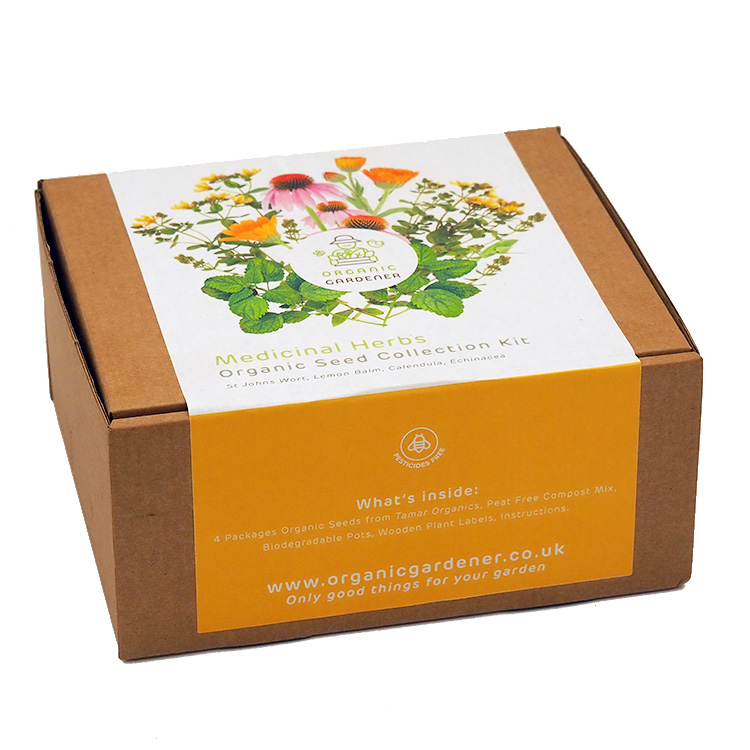 ORGANIC
GARDENER
Medicinal Herbs
Organic Seed Collection Kit
St Johns Wort, Lemon Balm, Calendula, Echinacea
PESTICIDES FREE
What's inside:
4 Packages Organic Seeds from Tamar Organics, Peat Free Compost Mix,
Biodegradable Pots, Wooden Plant Labels, Instructions.
www.organicgardener.co.uk
Only good things for your garden